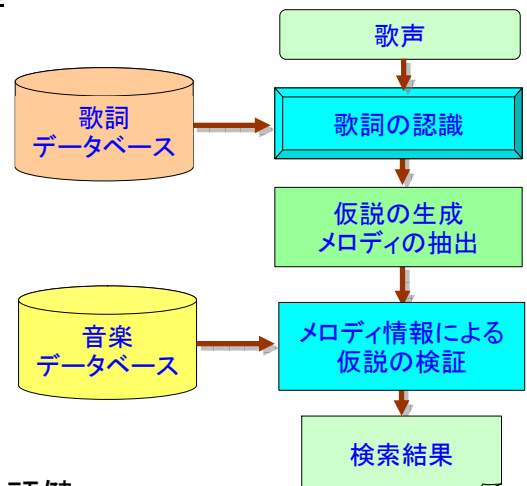 歌声
歌詞
データベース
歌詞の認識
仮説の生成
メロディの抽出
音楽
データベース
メロディ情報による
仮説の検証
検索結果